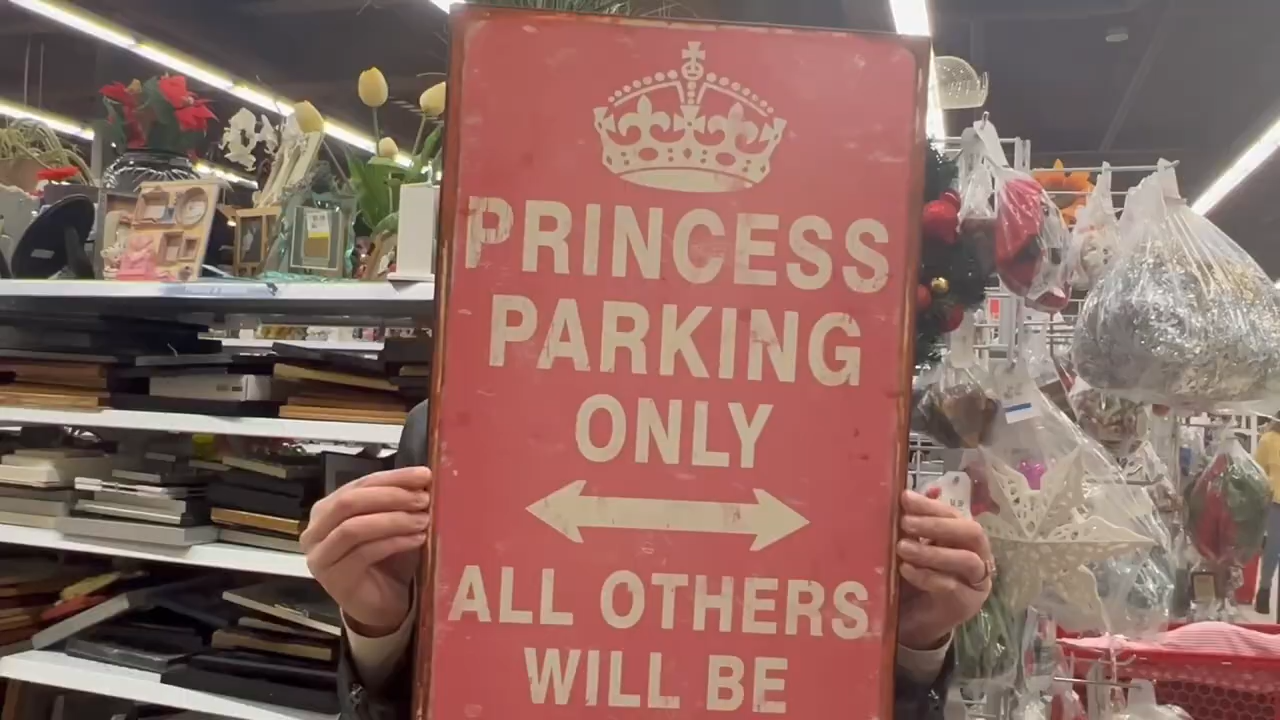 PRINCESS
PARKING
ONLY
ALL OTHERS
WILL BE